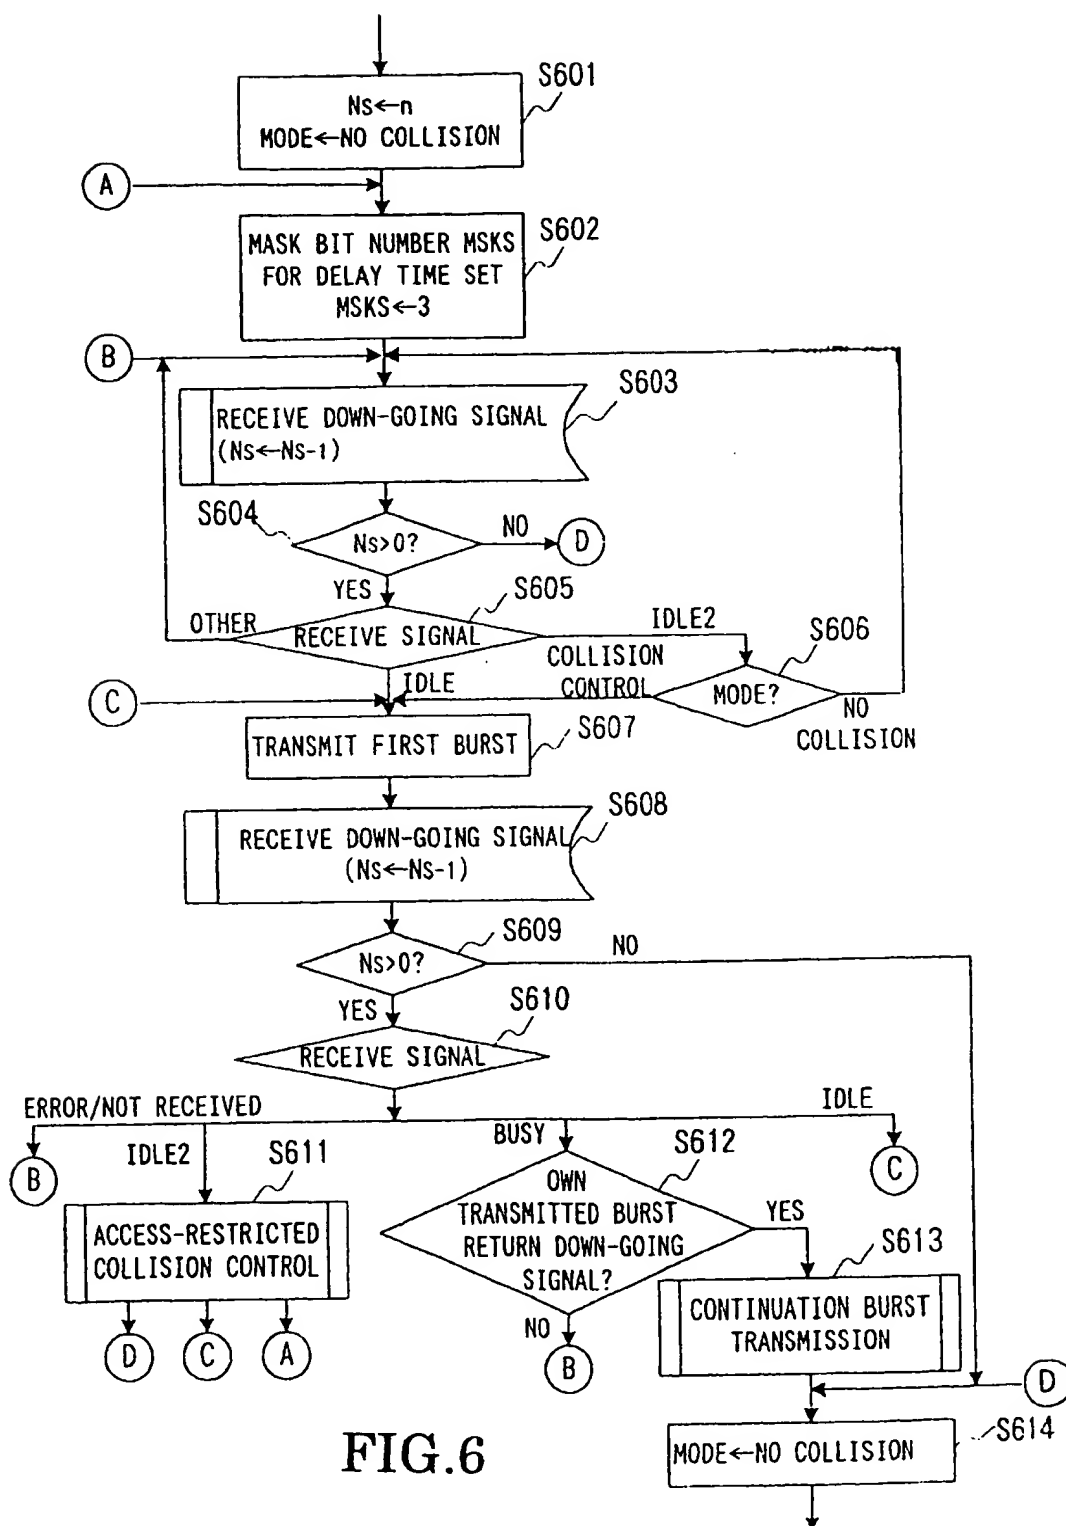 S601
Ns←n
MODE←NO COLLISION
A
S602
MASK BIT NUMBER MSKS
FOR DELAY TIME SET
MSKS←3
B
S603
RECEIVE DOWN-GOING SIGNAL
(Ns←Ns-1)
S604
Ns>0?
NO
D
YES
S605
OTHER
RECEIVE SIGNAL
IDLE2
S606
COLLISION
CONTROL
IDLE
MODE?
NO
COLLISION
C
S607
TRANSMIT FIRST BURST
S608
RECEIVE DOWN-GOING SIGNAL
(Ns←Ns-1)
S609
Ns>0?
NO
YES
S610
RECEIVE SIGNAL
ERROR/NOT RECEIVED
IDLE
BUSY
B
IDLE2
S611
S612
C
OWN
TRANSMITTED BURST
RETURN DOWN-GOING
SIGNAL?
YES
ACCESS-RESTRICTED
COLLISION CONTROL
S613
CONTINUATION BURST
TRANSMISSION
NO
D
C
A
B
D
S614
MODE←NO COLLISION
FIG.6